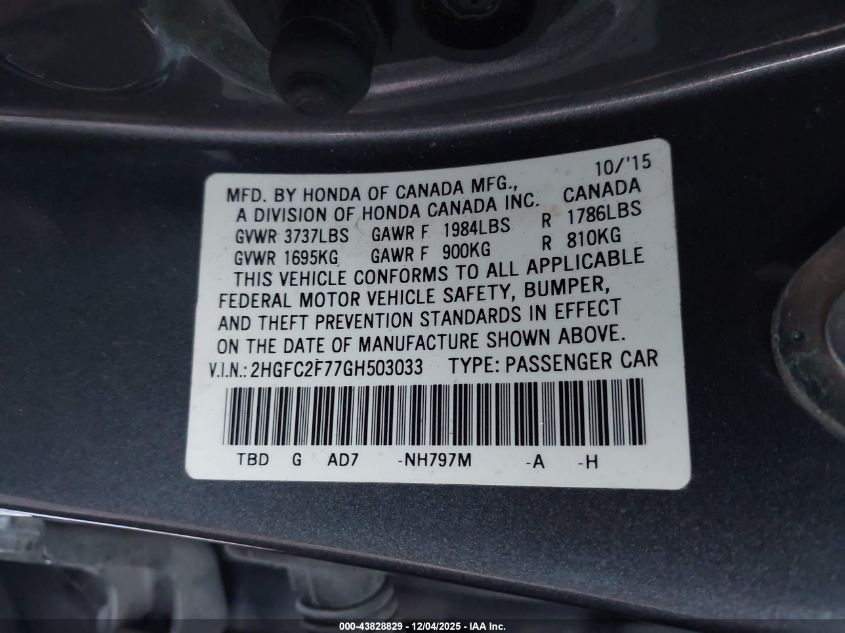 10/'15
MFD. BY HONDA OF CANADA MFG.,
A DIVISION OF HONDA CANADA INC. CANADA
GVWR 3737LBS GAWR F 1984LBS R 1786LBS
GVWR 1695KG GAWR F 900KG R 810KG
THIS VEHICLE CONFORMS TO ALL APPLICABLE
FEDERAL MOTOR VEHICLE SAFETY, BUMPER,
AND THEFT PREVENTION STANDARDS IN EFFECT
ON THE DATE OF MANUFACTURE SHOWN ABOVE.
V.I.N.: 2HGFC2F77GH503033 TYPE: PASSENGER CAR
TBD G AD7 -NH797M -A -H
000-43828829 - 12/04/2025 - IAA Inc.